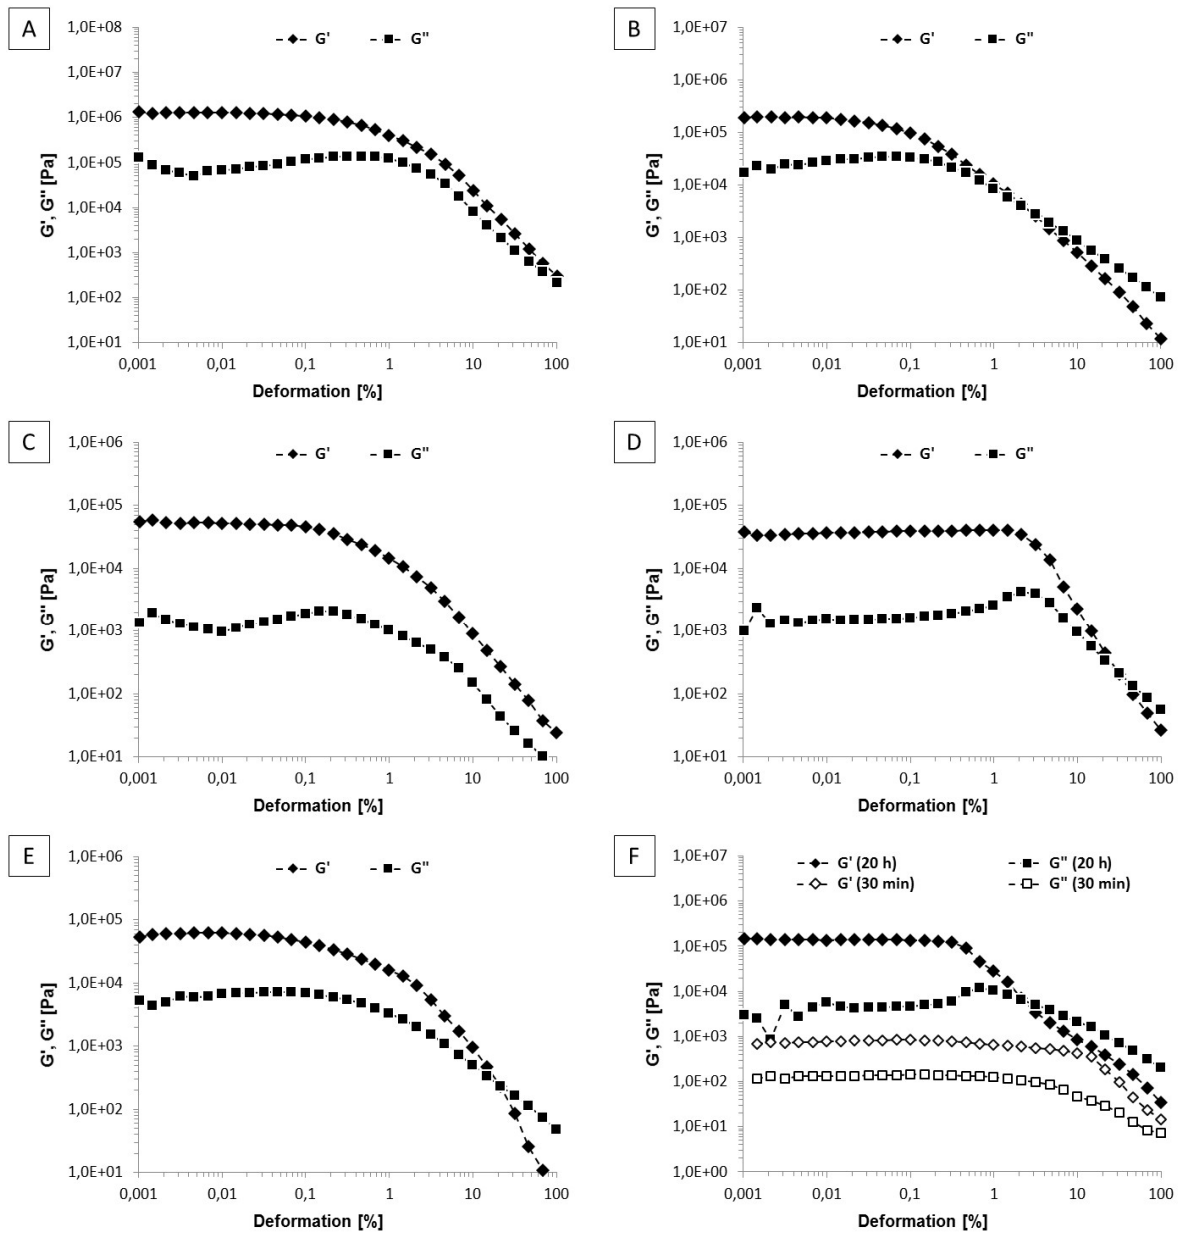 A
G' G"
1,0E+08
1,0E+07
1,0E+06
1,0E+05
1,0E+04
1,0E+03
1,0E+02
1,0E+01
G', G" [Pa]
0,001 0,01 0,1 1 10 100
Deformation [%]
B
G' G"
1,0E+07
1,0E+06
1,0E+05
1,0E+04
1,0E+03
1,0E+02
1,0E+01
G', G" [Pa]
0,001 0,01 0,1 1 10 100
Deformation [%]
C
G' G"
1,0E+06
1,0E+05
1,0E+04
1,0E+03
1,0E+02
1,0E+01
G', G" [Pa]
0,001 0,01 0,1 1 10 100
Deformation [%]
D
G' G"
1,0E+06
1,0E+05
1,0E+04
1,0E+03
1,0E+02
1,0E+01
G', G" [Pa]
0,001 0,01 0,1 1 10 100
Deformation [%]
E
G' G"
1,0E+06
1,0E+05
1,0E+04
1,0E+03
1,0E+02
1,0E+01
G', G" [Pa]
0,001 0,01 0,1 1 10 100
Deformation [%]
F
G' (20 h) G" (20 h)
G' (30 min) G" (30 min)
1,0E+07
1,0E+06
1,0E+05
1,0E+04
1,0E+03
1,0E+02
1,0E+01
1,0E+00
G', G" [Pa]
0,001 0,01 0,1 1 10 100
Deformation [%]